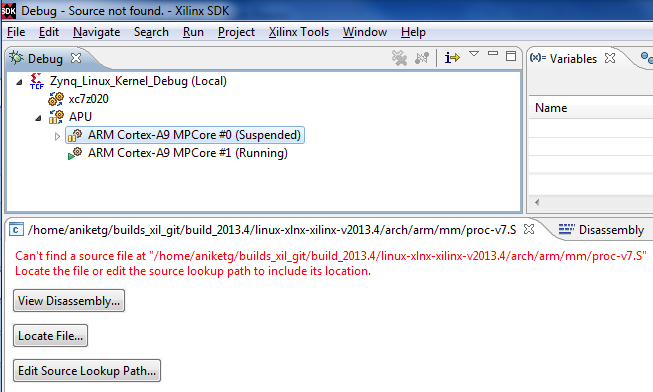 SDK Debug - Source not found. - Xilinx SDK
File Edit Navigate Search Run Project Xilinx Tools Window Help
Debug
(x)= Variables
Zynq_Linux_Kernel_Debug (Local)
TCF
xc7z020
APU
ARM Cortex-A9 MPCore #0 (Suspended)
ARM Cortex-A9 MPCore #1 (Running)
Name
/home/aniketg/builds_xil_git/build_2013.4/linux-xlnx-xilinx-v2013.4/arch/arm/mm/proc-v7.S
Disassembly
Can't find a source file at "/home/aniketg/builds_xil_git/build_2013.4/linux-xlnx-xilinx-v2013.4/arch/arm/mm/proc-v7.S"
Locate the file or edit the source lookup path to include its location.
View Disassembly...
Locate File...
Edit Source Lookup Path...